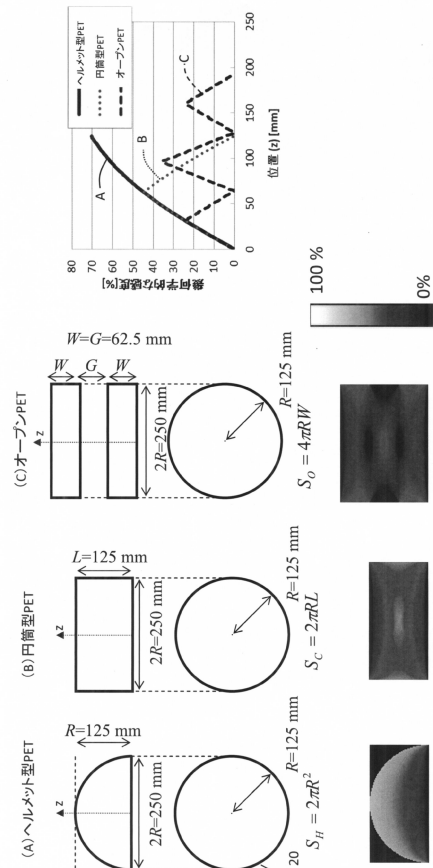 (A)ヘルメット型PET
z
R=125 mm
2R=250 mm
R=125 mm
20
S_H = 2πR²
(B)円筒型PET
z
L=125 mm
2R=250 mm
R=125 mm
S_C = 2πRL
(C)オープンPET
z
W=G=62.5 mm
W
G
W
2R=250 mm
R=125 mm
S_O = 4πRW
100 %
0%
幾何学的な感度[%]
80
70
60
50
40
30
20
10
0
0
50
100
150
200
250
位置 (z) [mm]
A
B
C
ヘルメット型PET
円筒型PET
オープンPET